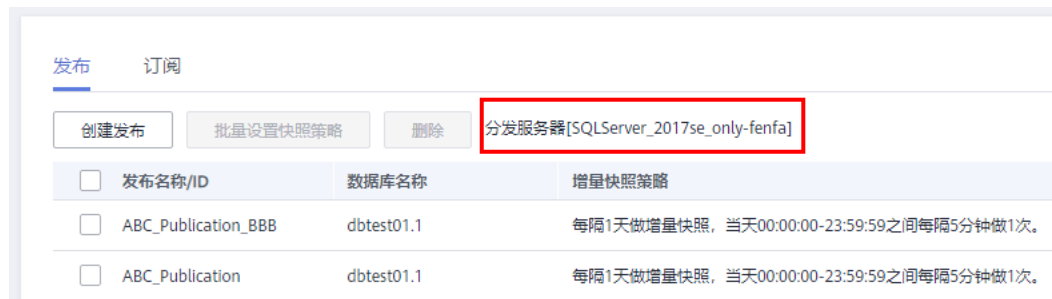 发布 订阅
创建发布 批量设置快照策略 删除 分发服务器[SQLServer_2017se_only-fenfa]
发布名称/ID 数据库名称 增量快照策略
ABC_Publication_BBB dbtest01.1 每隔1天做增量快照，当天00:00:00-23:59:59之间每隔5分钟做1次。
ABC_Publication dbtest01.1 每隔1天做增量快照，当天00:00:00-23:59:59之间每隔5分钟做1次。